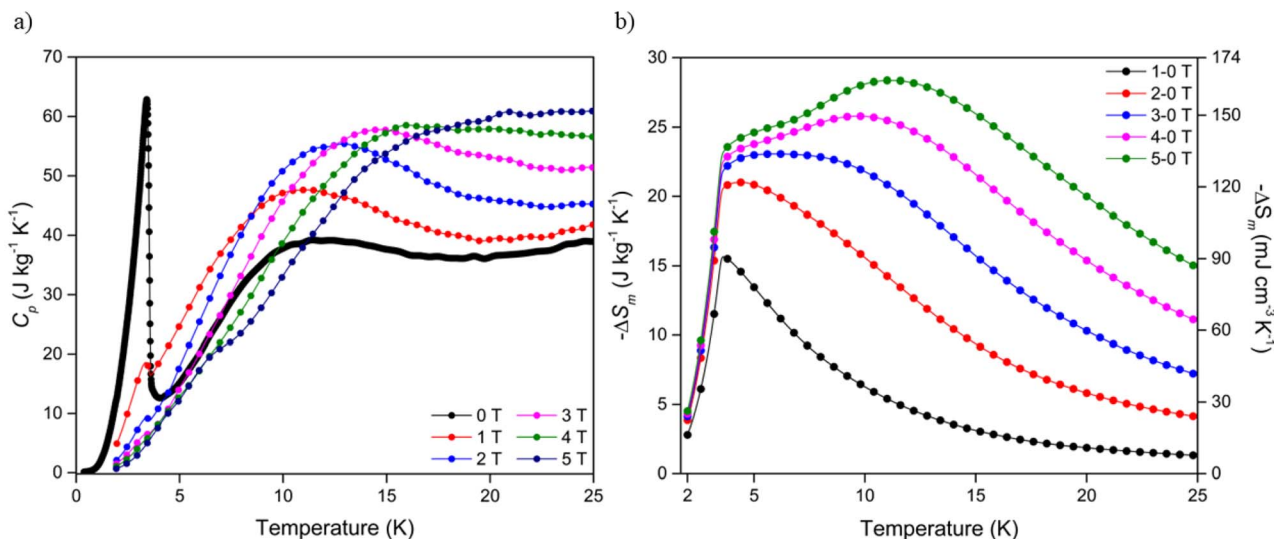 a)
70
60
50
40
30
20
10
0
C_p (J kg⁻¹ K⁻¹)
0 T 3 T
1 T 4 T
2 T 5 T
0 5 10 15 20 25
Temperature (K)
b)
30
25
20
15
10
5
0
-ΔS_m (J kg⁻¹ K⁻¹)
1-0 T
2-0 T
3-0 T
4-0 T
5-0 T
174
150
120
90
60
30
0
-ΔS_m (mJ cm⁻³ K⁻¹)
2 5 10 15 20 25
Temperature (K)